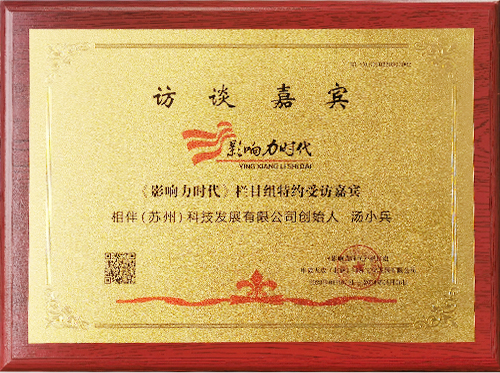 访谈 嘉宾
影响力时代
YING XIANG LI SHI DAI
《影响力时代》栏目组特约受访嘉宾
相伴(苏州)科技发展有限公司创始人 汤小兵